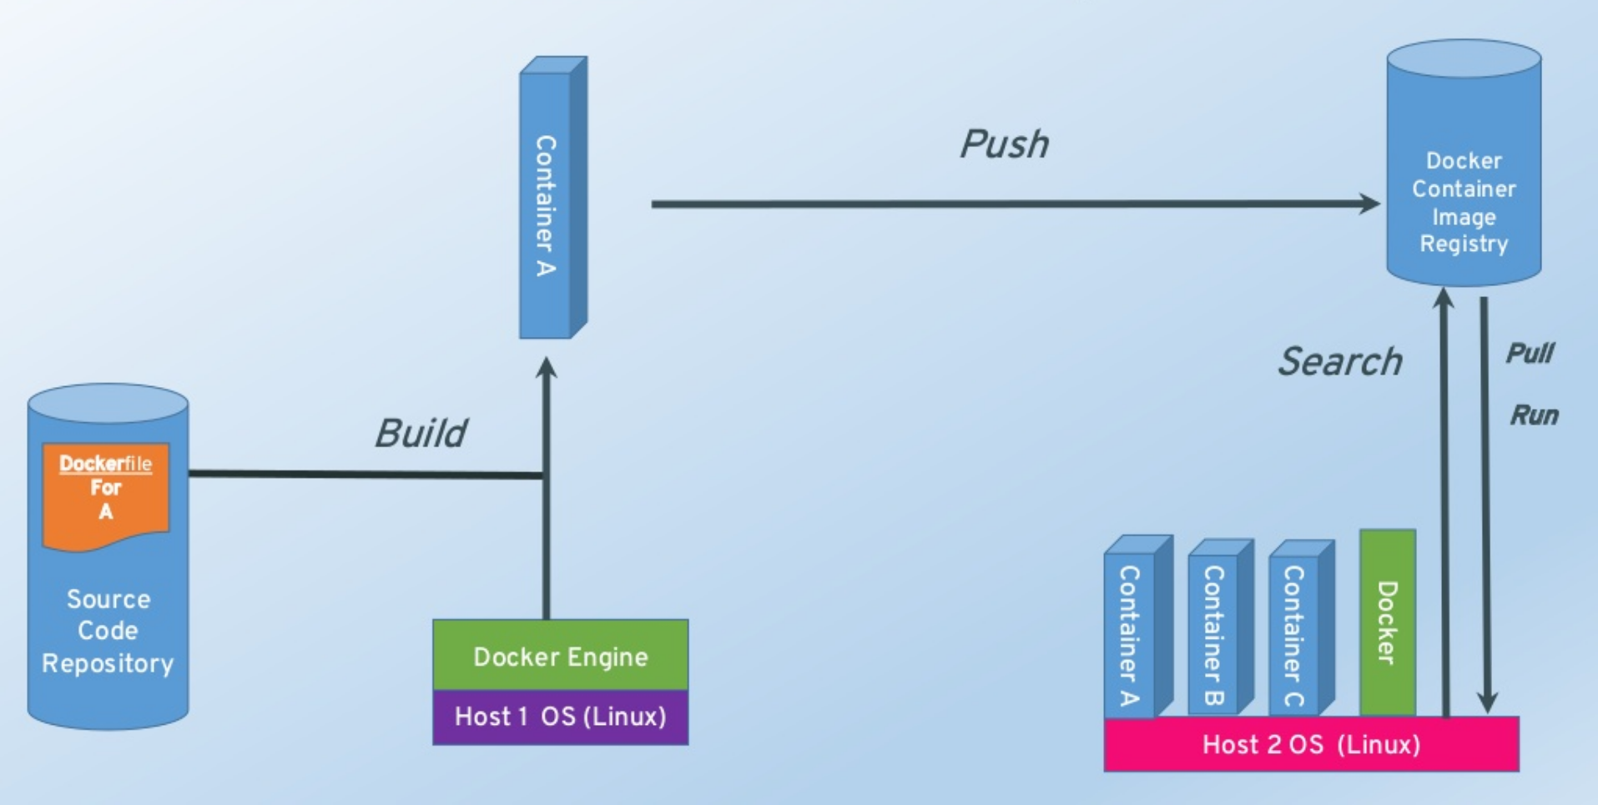 Container A
Push
Docker
Container
Image
Registry
Search
Pull
Run
Build
Dockerfile
For
A
Source
Code
Repository
Docker Engine
Host 1 OS (Linux)
Container A
Container B
Container C
Docker
Host 2 OS (Linux)